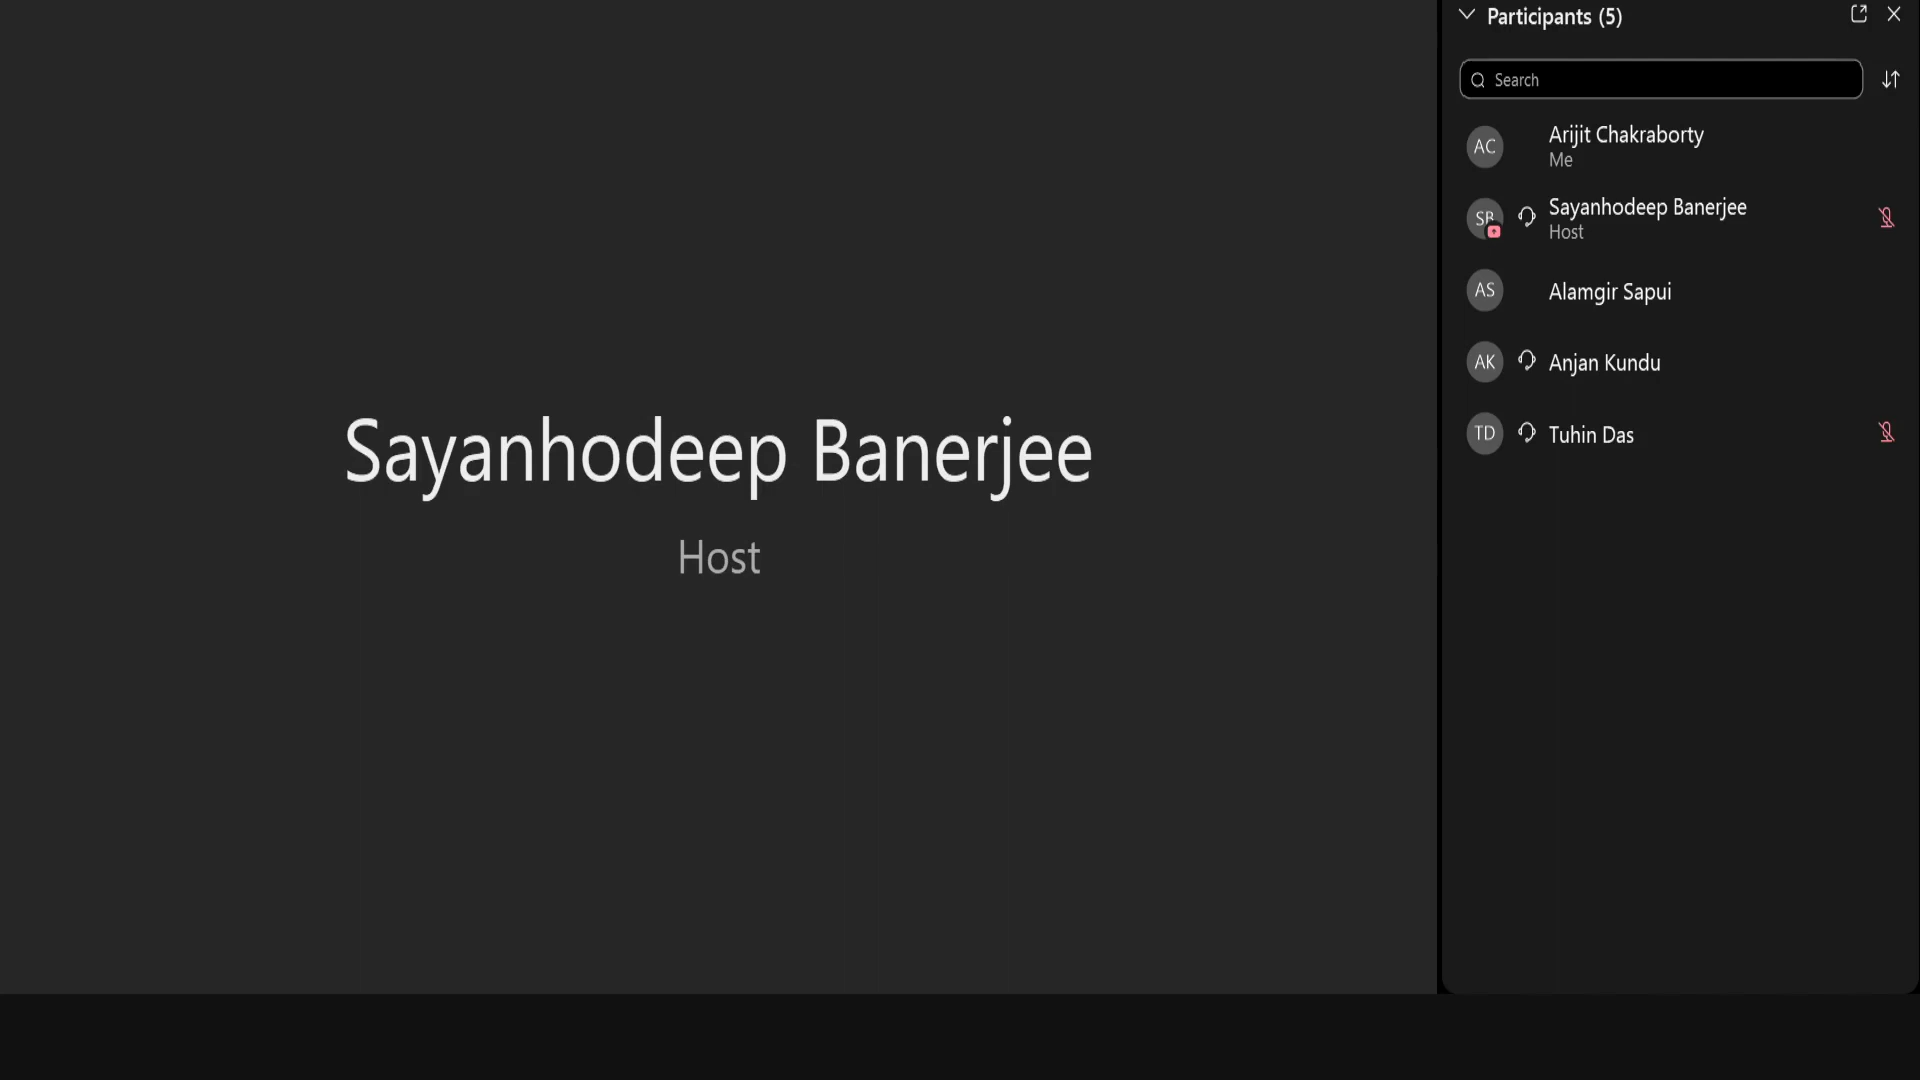 Participants (5)
Search
AC
Arijit Chakraborty
Me
SB
Sayanhodeep Banerjee
Host
AS
Alamgir Sapui
AK
Anjan Kundu
TD
Tuhin Das
Sayanhodeep Banerjee
Host